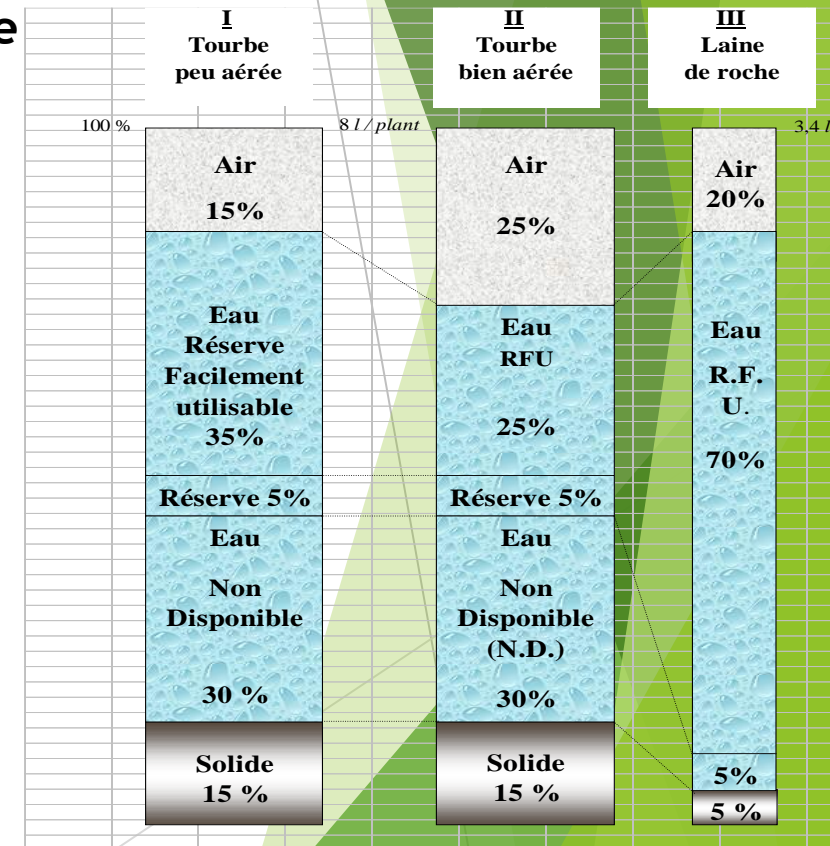 e
I
Tourbe
peu aérée
II
Tourbe
bien aérée
III
Laine
de roche
100 %
8 l / plant
3,4 l
Air
15%
Eau
Réserve
Facilement
utilisable
35%
Réserve 5%
Eau
Non
Disponible
30 %
Solide
15 %
Air
25%
Eau
RFU
25%
Réserve 5%
Eau
Non
Disponible
(N.D.)
30%
Solide
15 %
Air
20%
Eau
R.F.
U.
70%
5%
5 %